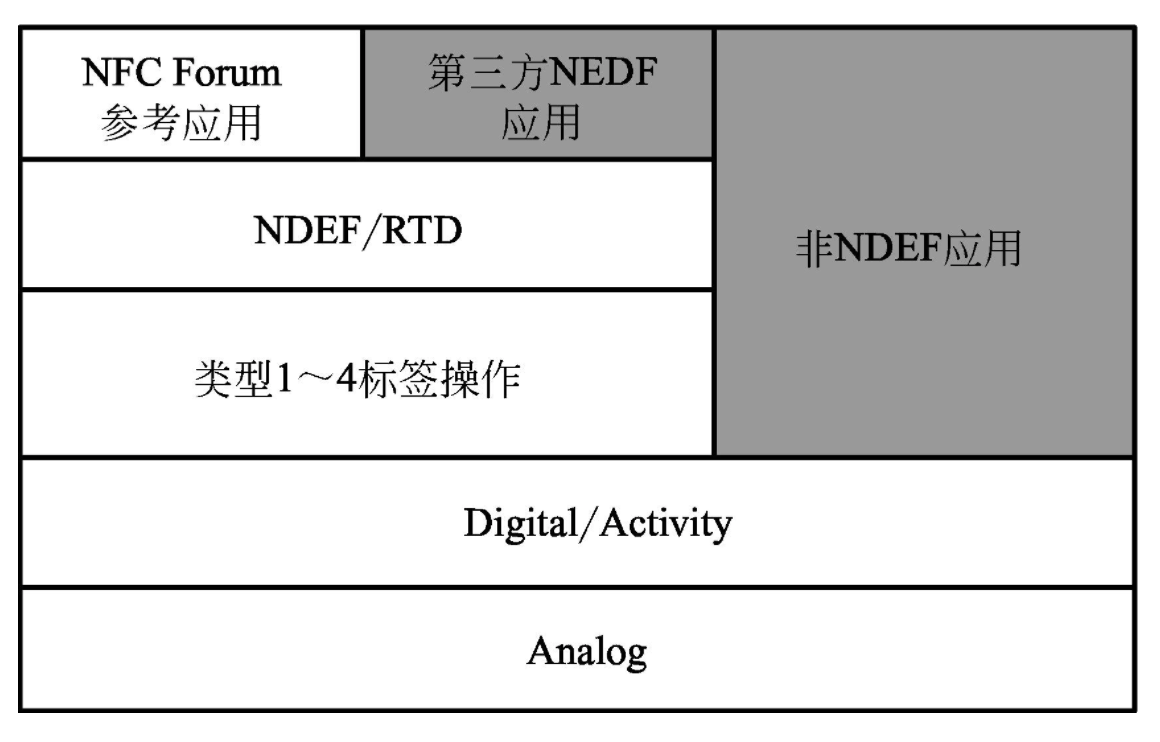 NFC Forum
参考应用
第三方NEDF
应用
NDEF/RTD
非NDEF应用
类型1～4标签操作
Digital/Activity
Analog